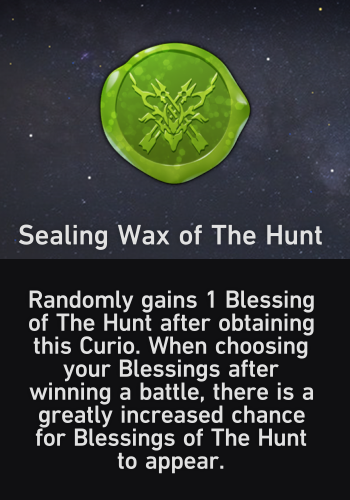 Sealing Wax of The Hunt
Randomly gains 1 Blessing
of The Hunt after obtaining
this Curio. When choosing
your Blessings after
winning a battle, there is a
greatly increased chance
for Blessings of The Hunt
to appear.